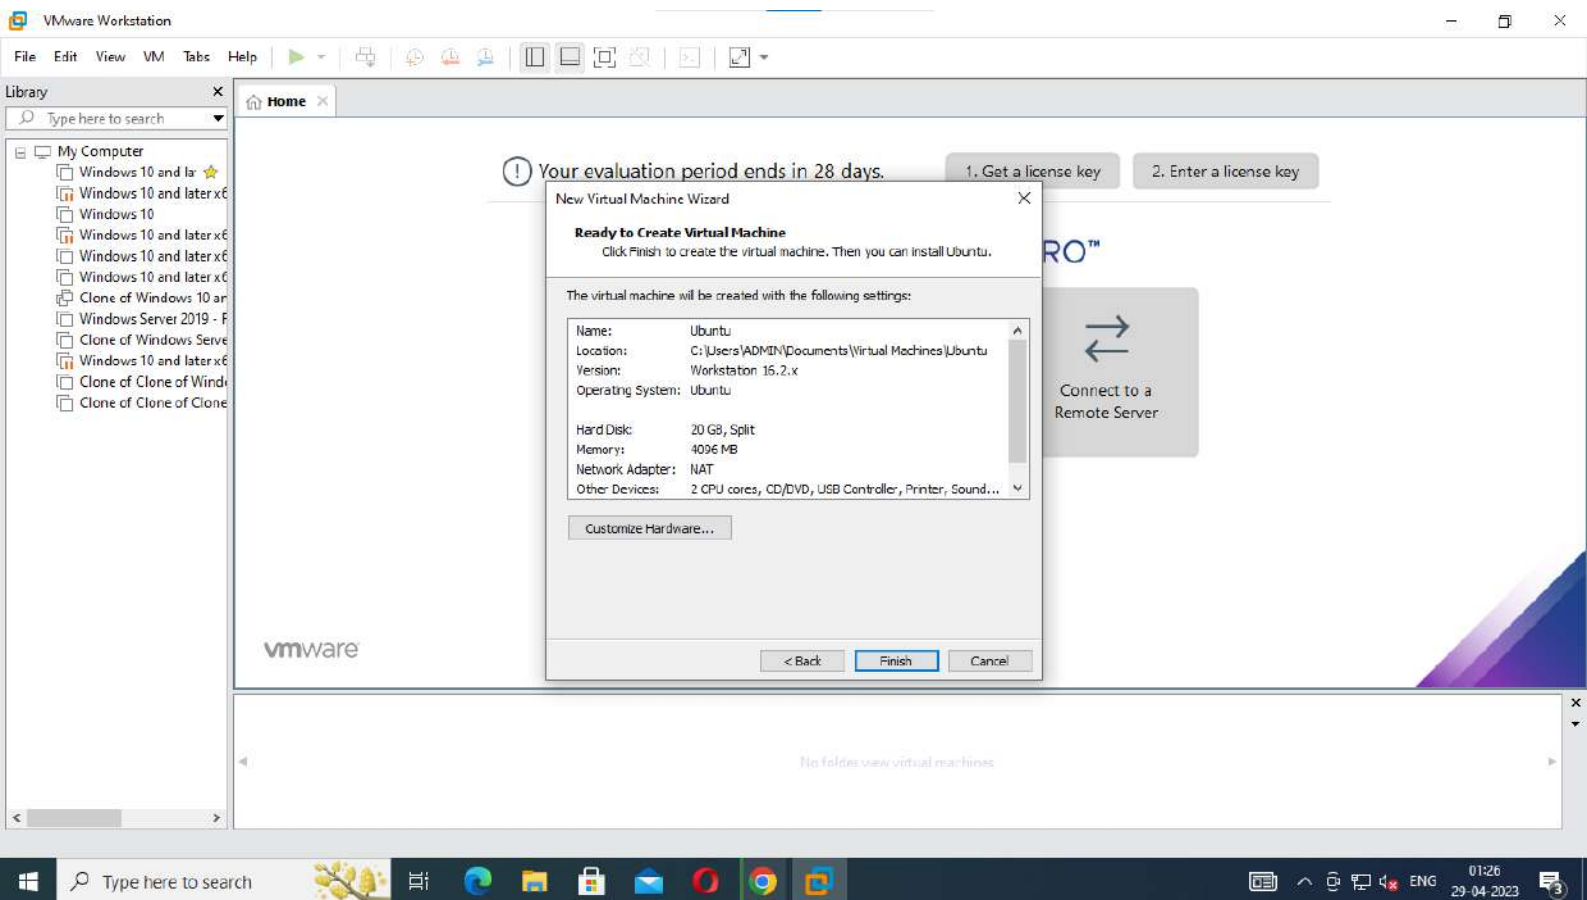 VMware Workstation
File Edit View VM Tabs Help
Library
Type here to search
Home
My Computer
Windows 10 and lar
Windows 10 and later x6
Windows 10
Windows 10 and later x6
Windows 10 and later x6
Windows 10 and later x6
Clone of Windows 10 an
Windows Server 2019 - F
Clone of Windows Serve
Windows 10 and later x6
Clone of Clone of Wind
Clone of Clone of Clone
Your evaluation period ends in 28 days.
1. Get a license key
2. Enter a license key
RO™
Connect to a
Remote Server
New Virtual Machine Wizard
Ready to Create Virtual Machine
Click Finish to create the virtual machine. Then you can install Ubuntu.
The virtual machine will be created with the following settings:
Name: Ubuntu
Location: C:\Users\ADMIN\Documents\Virtual Machines\Ubuntu
Version: Workstation 16.2.x
Operating System: Ubuntu
Hard Disk: 20 GB, Split
Memory: 4096 MB
Network Adapter: NAT
Other Devices: 2 CPU cores, CD/DVD, USB Controller, Printer, Sound...
Customize Hardware...
< Back Finish Cancel
vmware
No folder view virtual machines
Type here to search
ENG
01:26
29-04-2023
3